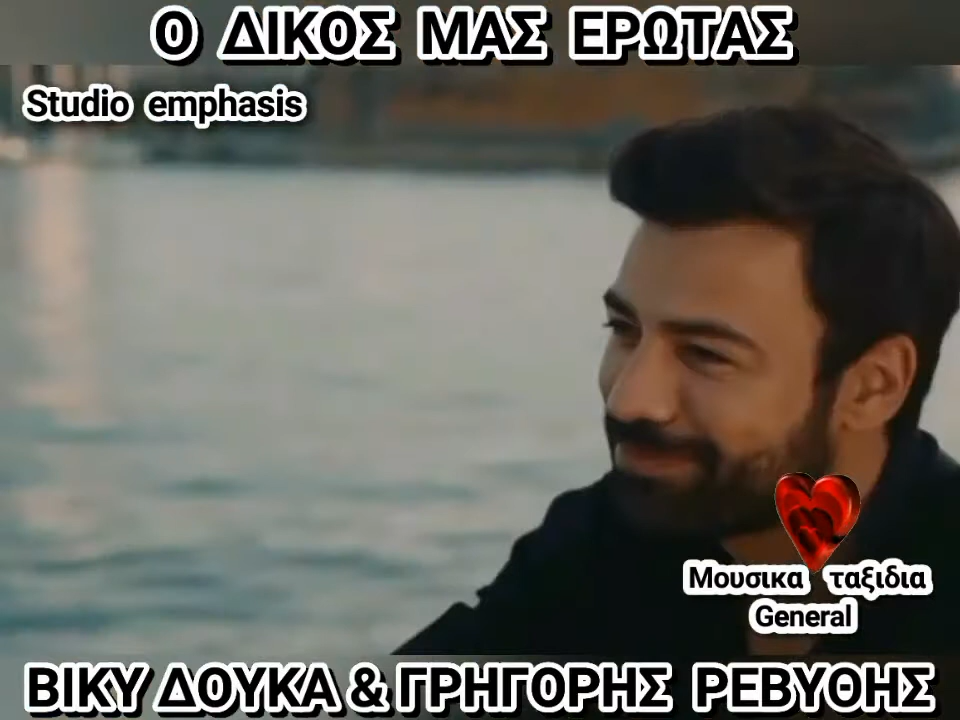 Ο ΔΙΚΟΣ ΜΑΣ ΕΡΩΤΑΣ
Studio emphasis
Μουσικα ταξιδια
General
ΒΙΚΥ ΔΟΥΚΑ & ΓΡΗΓΟΡΗΣ ΡΕΒΥΘΗΣ